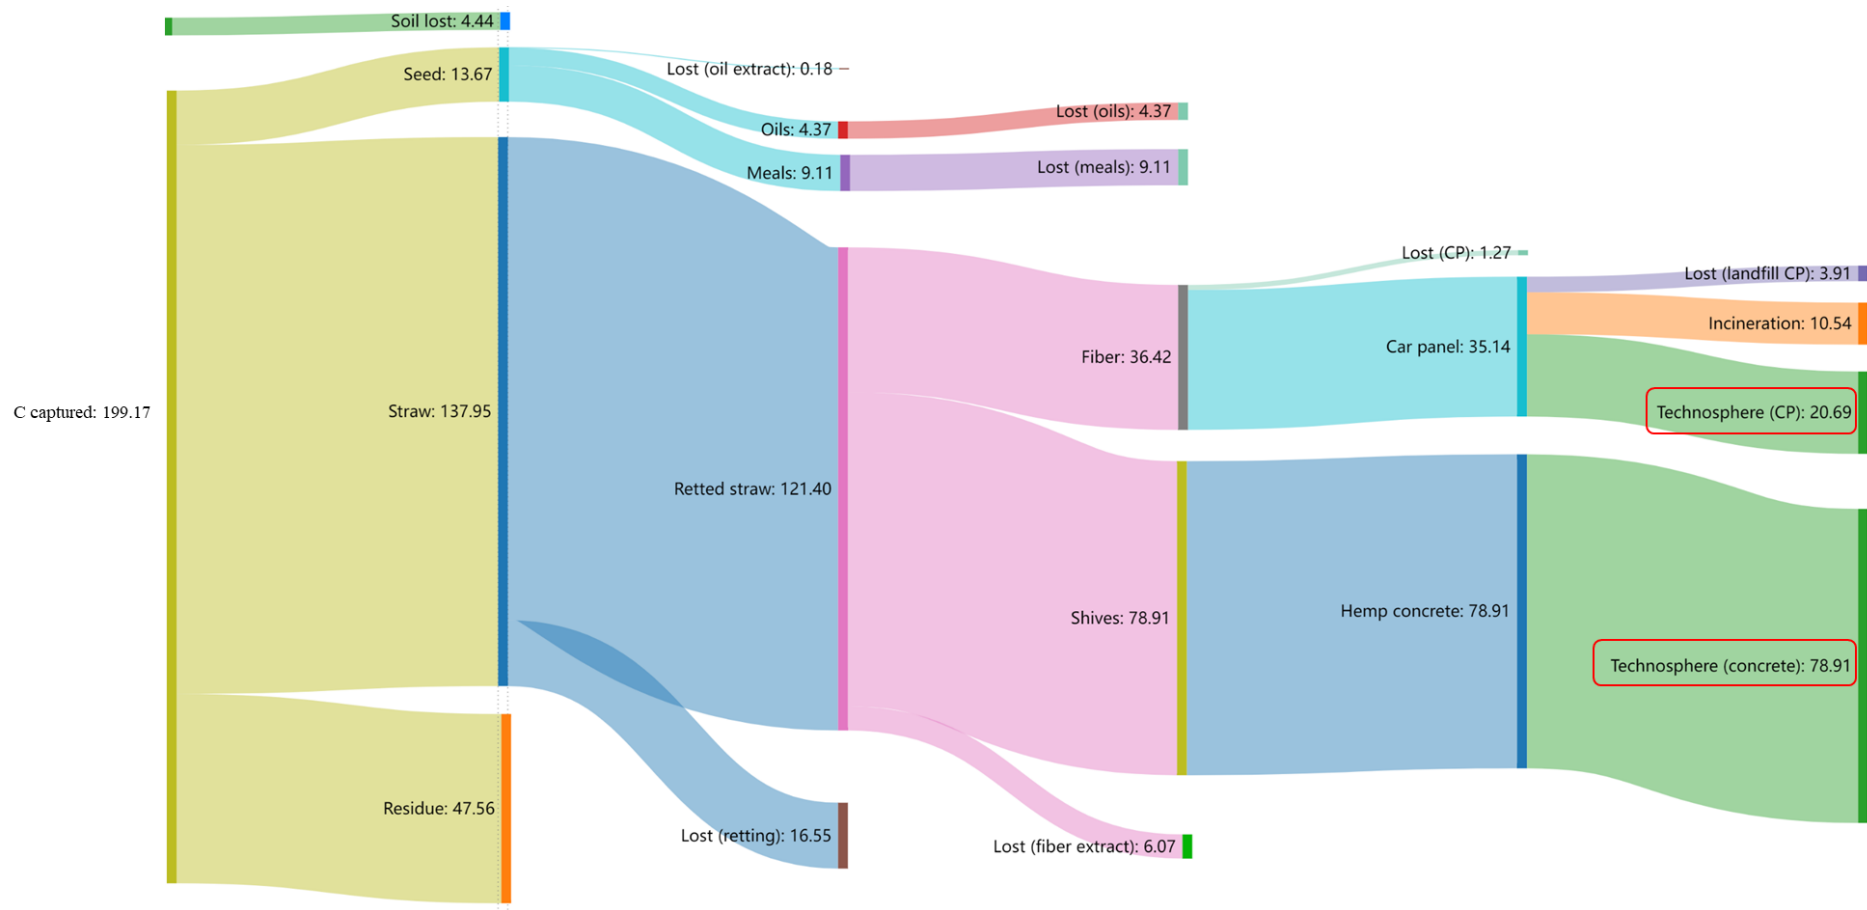 Soil lost: 4.44
Seed: 13.67
Lost (oil extract): 0.18
Lost (oils): 4.37
Oils: 4.37
Lost (meals): 9.11
Meals: 9.11
Lost (CP): 1.27
Lost (landfill CP): 3.91
Incineration: 10.54
Car panel: 35.14
Fiber: 36.42
C captured: 199.17
Straw: 137.95
Technosphere (CP): 20.69
Retted straw: 121.40
Shives: 78.91
Hemp concrete: 78.91
Technosphere (concrete): 78.91
Residue: 47.56
Lost (retting): 16.55
Lost (fiber extract): 6.07